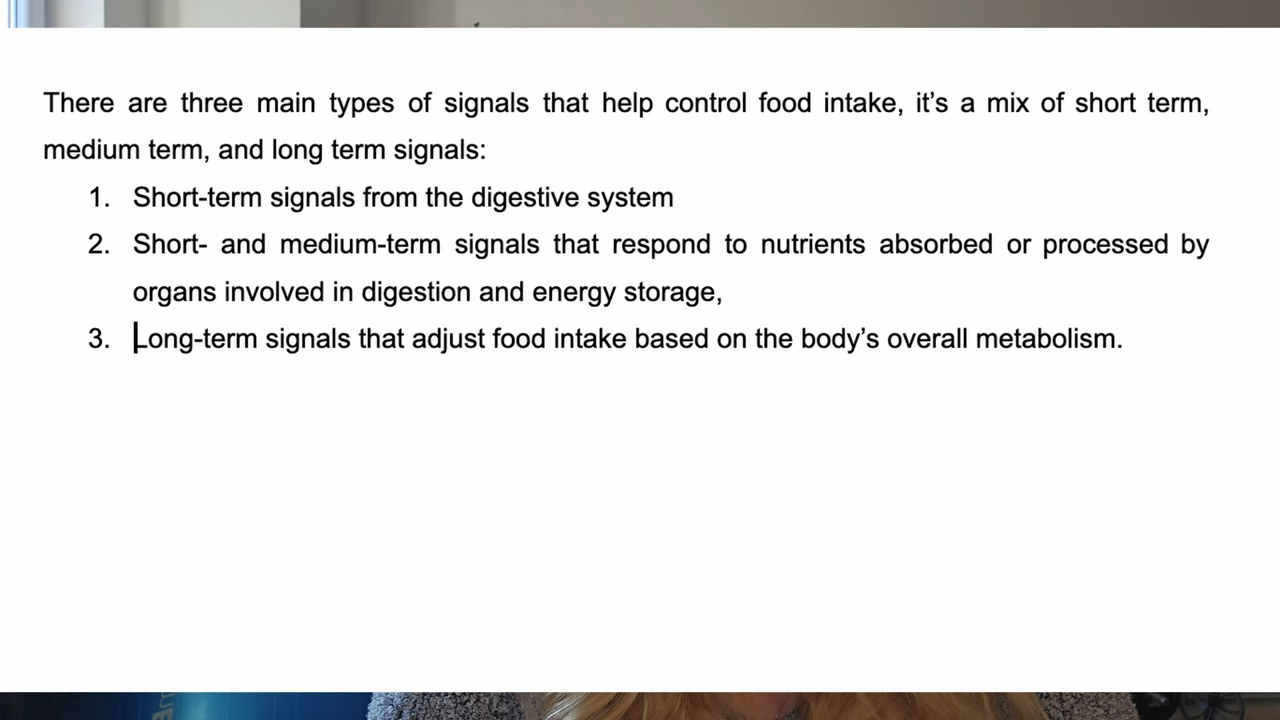 There are three main types of signals that help control food intake, it’s a mix of short term,
medium term, and long term signals:
1. Short-term signals from the digestive system
2. Short- and medium-term signals that respond to nutrients absorbed or processed by
organs involved in digestion and energy storage,
3. Long-term signals that adjust food intake based on the body’s overall metabolism.